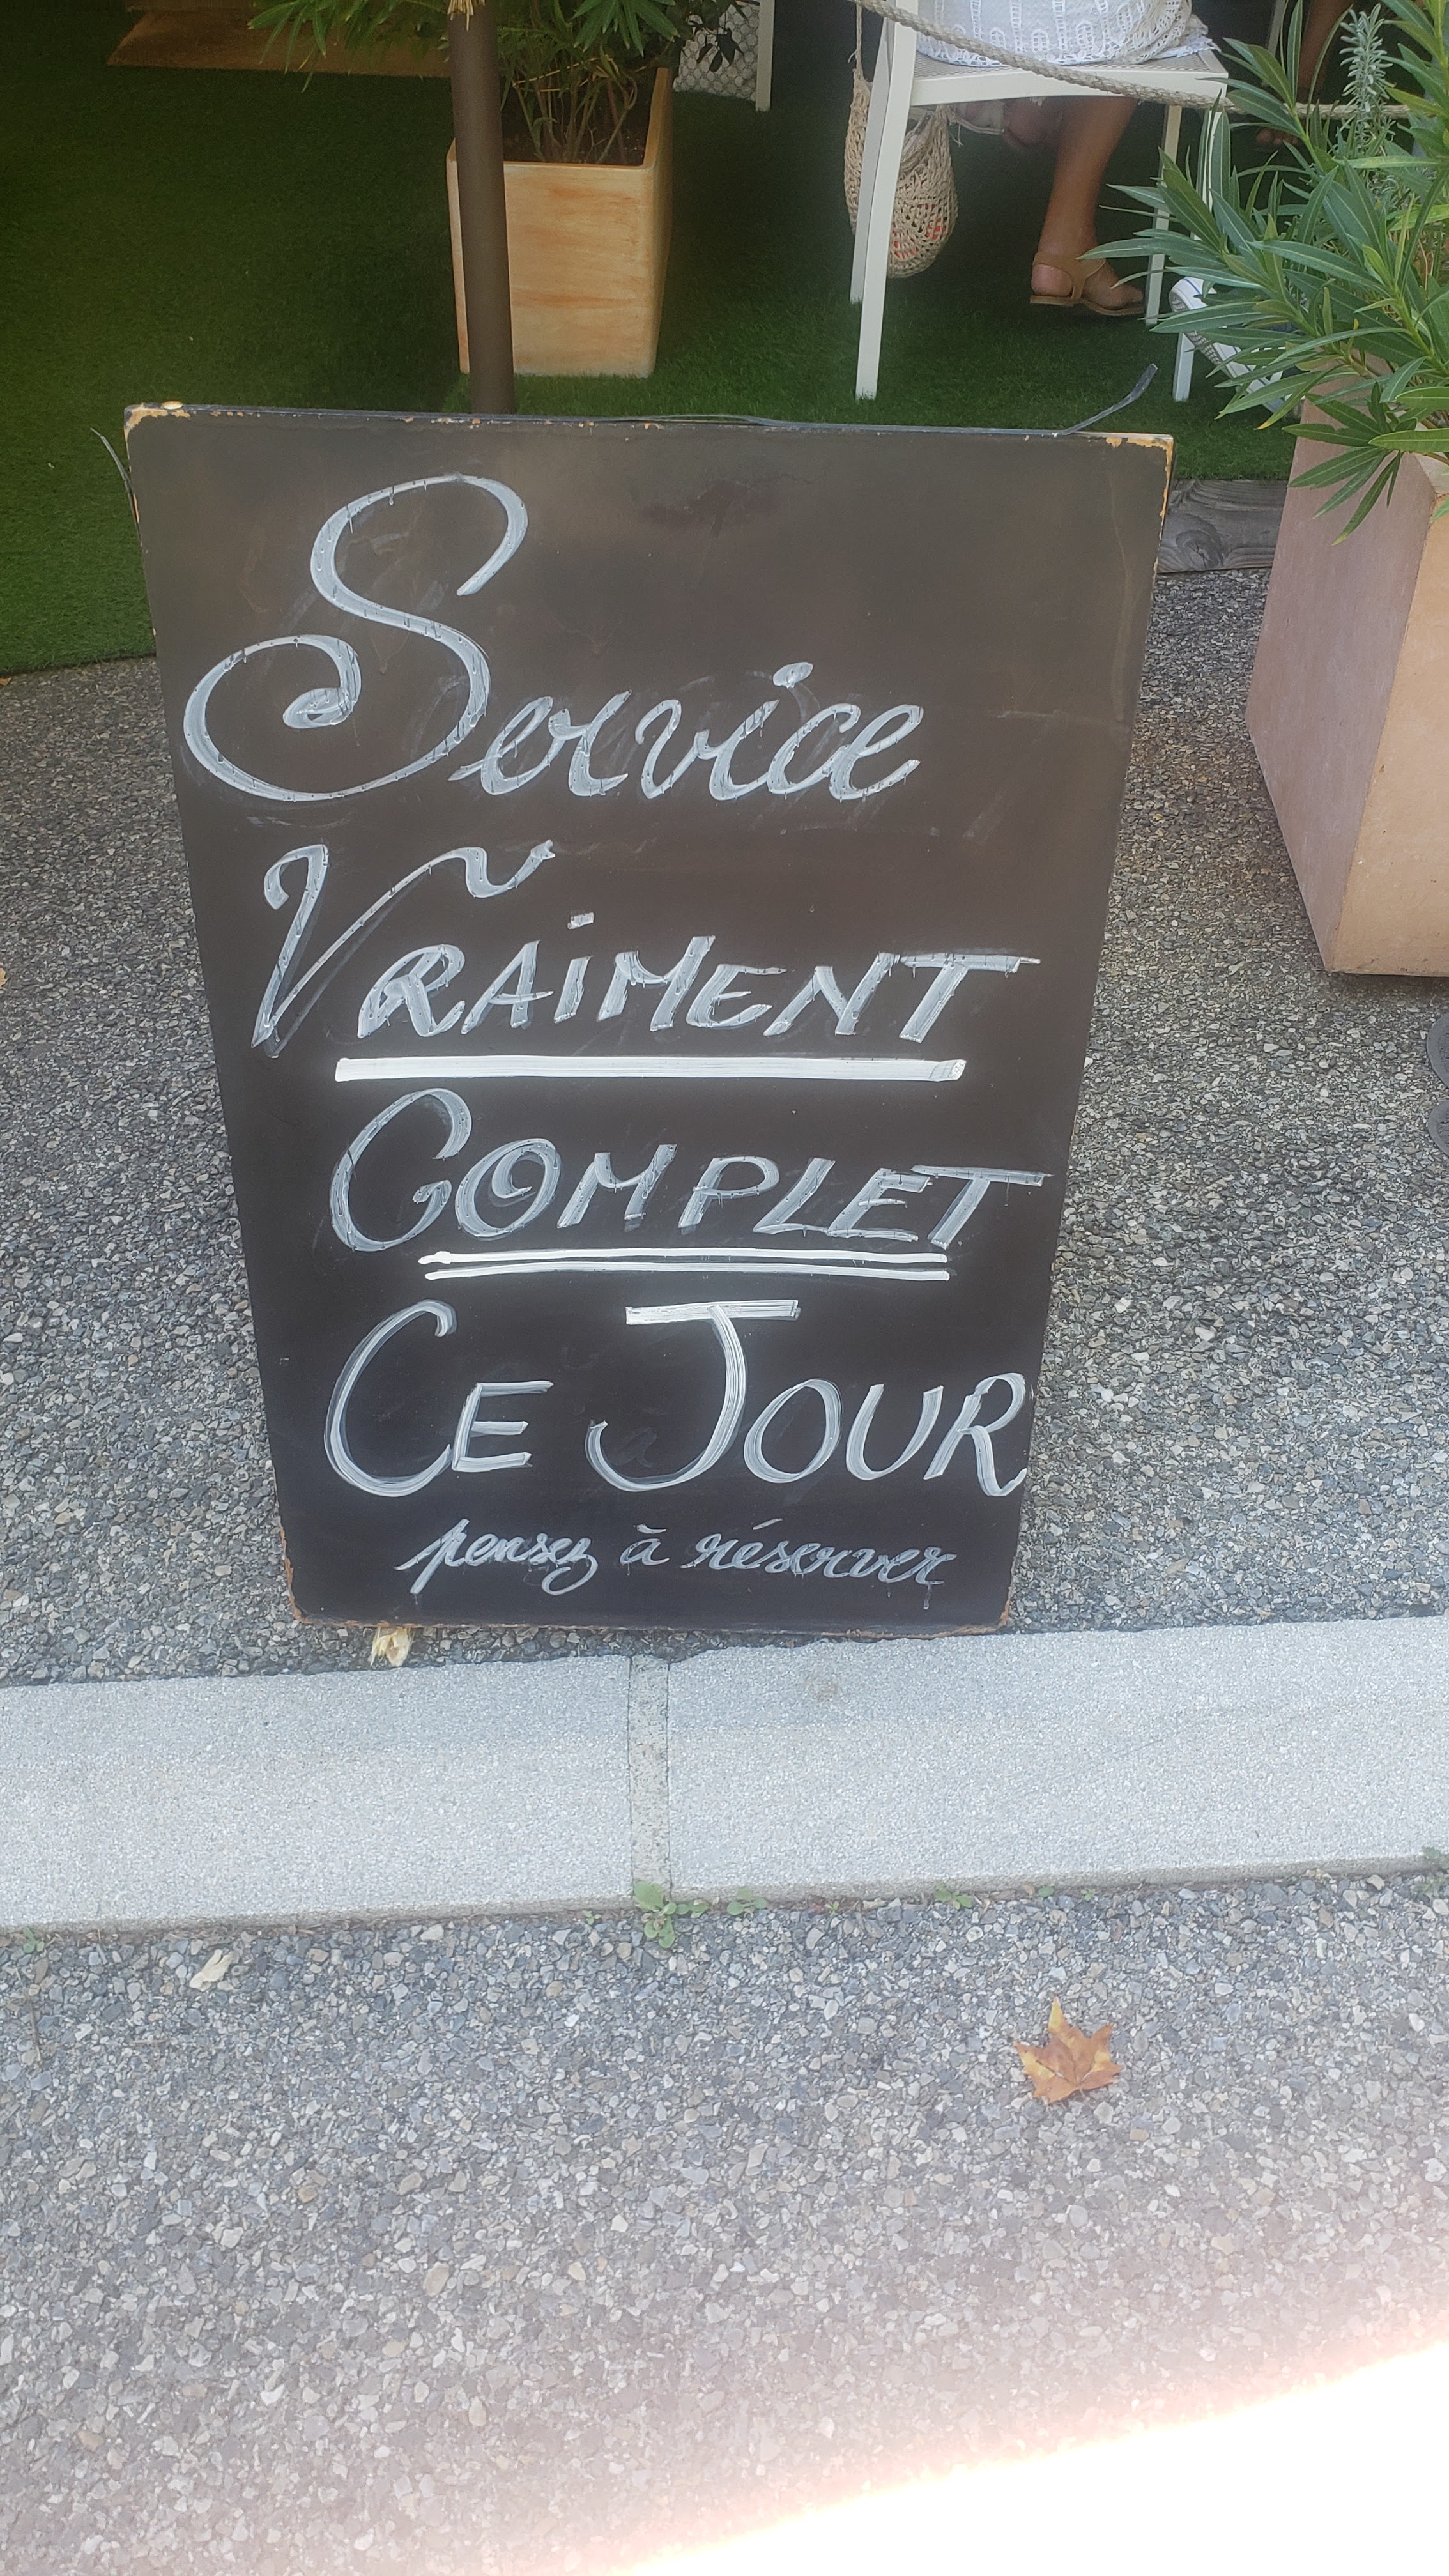 Service
VRAIMENT
COMPLET
CE JOUR
pensez à réserver